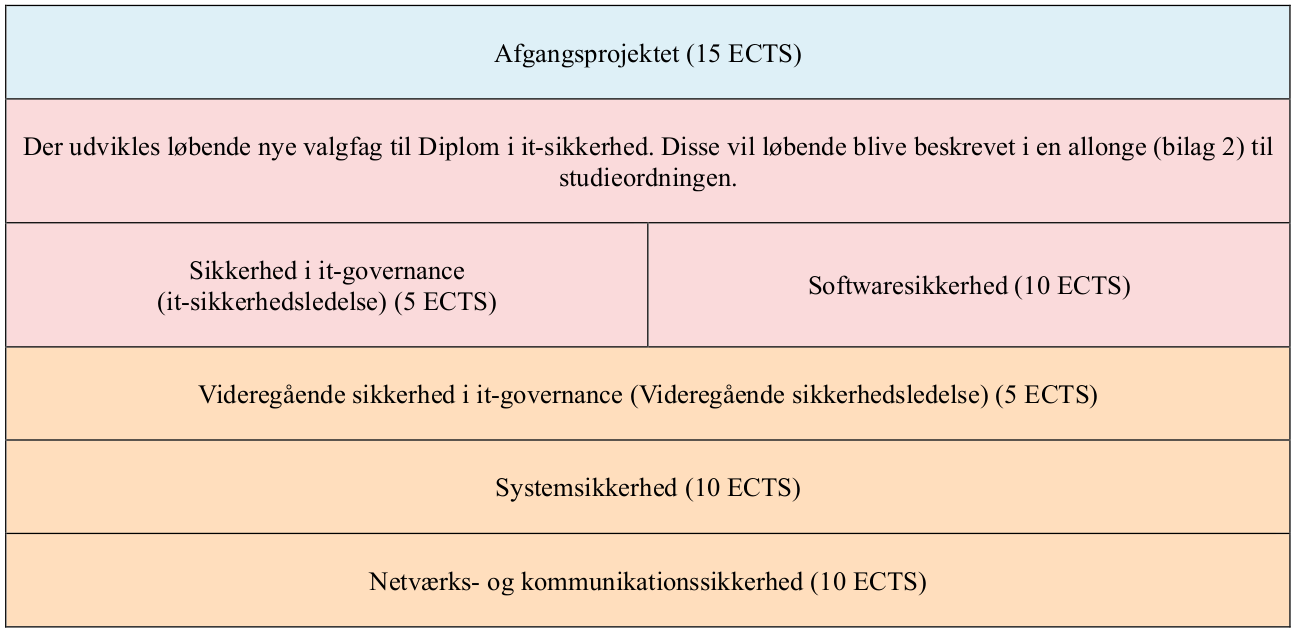 Afgangsprojektet (15 ECTS)
Der udvikles løbende nye valgfag til Diplom i it-sikkerhed. Disse vil løbende blive beskrevet i en allonge (bilag 2) til
studieordningen.
Sikkerhed i it-governance
(it-sikkerhedsledelse) (5 ECTS)
Softwaresikkerhed (10 ECTS)
Videregående sikkerhed i it-governance (Videregående sikkerhedsledelse) (5 ECTS)
Systemsikkerhed (10 ECTS)
Netværks- og kommunikationssikkerhed (10 ECTS)